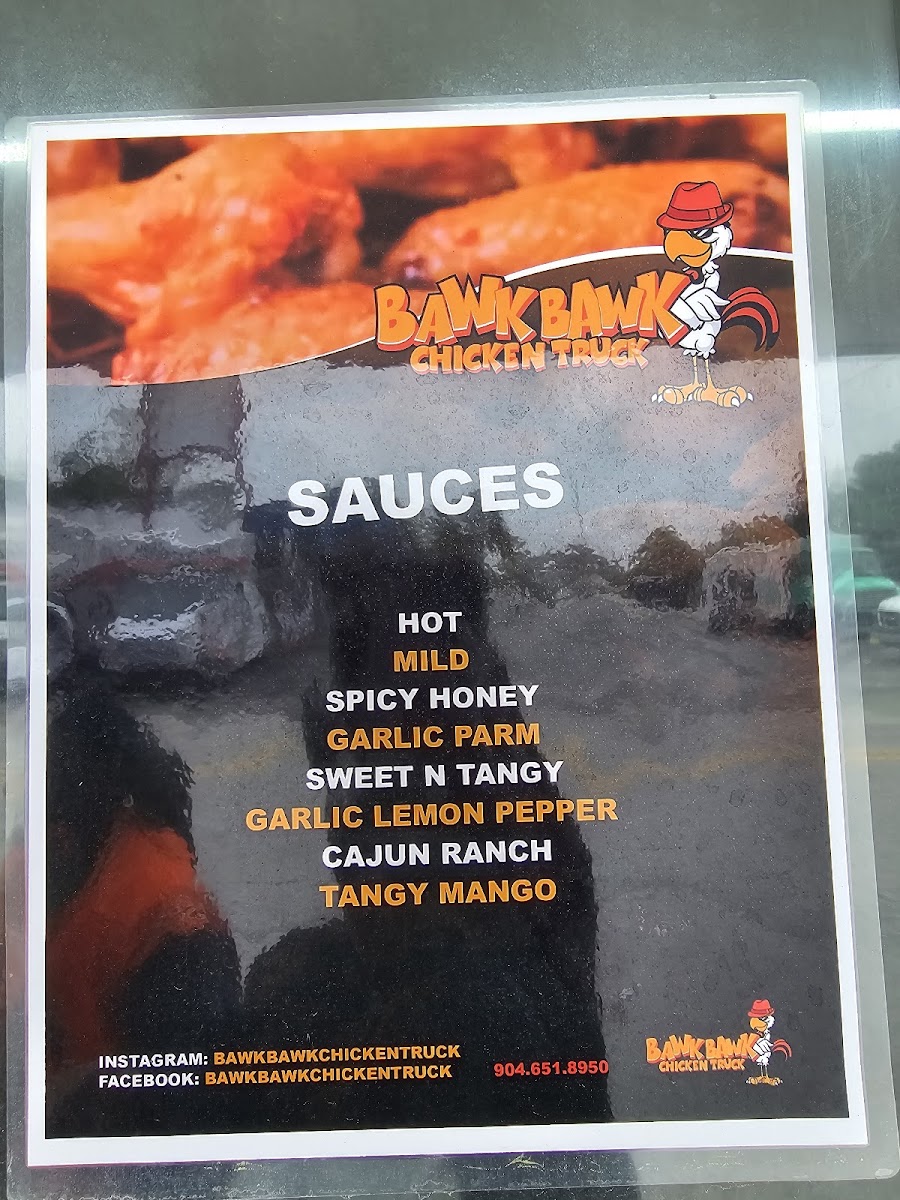 BAWK BAWK
CHICKEN TRUCK
SAUCES
HOT
MILD
SPICY HONEY
GARLIC PARM
SWEET N TANGY
GARLIC LEMON PEPPER
CAJUN RANCH
TANGY MANGO
INSTAGRAM: BAWKBAWKCHICKENTRUCK
FACEBOOK: BAWKBAWKCHICKENTRUCK
904.651.8950
BAWK BAWK
CHICKEN TRUCK